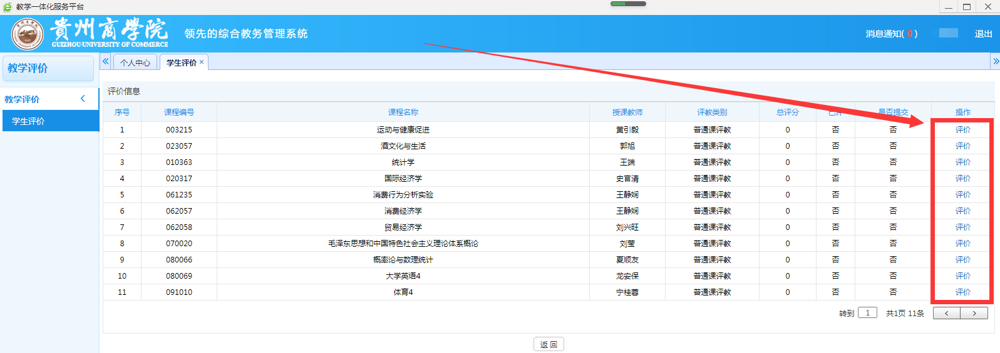 教学一体化服务平台
貴州商學院
GUIZHOU·UNIVERSITY OF COMMERCE
领先的综合教务管理系统
消息通知( 0 )
退出
教学评价
个人中心 学生评价 ×
教学评价
学生评价
评价信息
序号 课程编号 课程名称 授课教师 评教类别 总评分 已评 是否提交 操作
1 003215 运动与健康促进 黄引毅 普通课评教 0 否 否 评价
2 023057 酒文化与生活 郭旭 普通课评教 0 否 否 评价
3 010363 统计学 王端 普通课评教 0 否 否 评价
4 020317 国际经济学 史官清 普通课评教 0 否 否 评价
5 061235 消费行为分析实验 王静娴 普通课评教 0 否 否 评价
6 062057 消费经济学 王静娴 普通课评教 0 否 否 评价
7 062058 贸易经济学 刘兴旺 普通课评教 0 否 否 评价
8 070020 毛泽东思想和中国特色社会主义理论体系概论 刘莹 普通课评教 0 否 否 评价
9 080066 概率论与数理统计 夏顺友 普通课评教 0 否 否 评价
10 080069 大学英语4 龙安保 普通课评教 0 否 否 评价
11 091010 体育4 宁桂蓉 普通课评教 0 否 否 评价
转到 1 共1页 11条
返 回